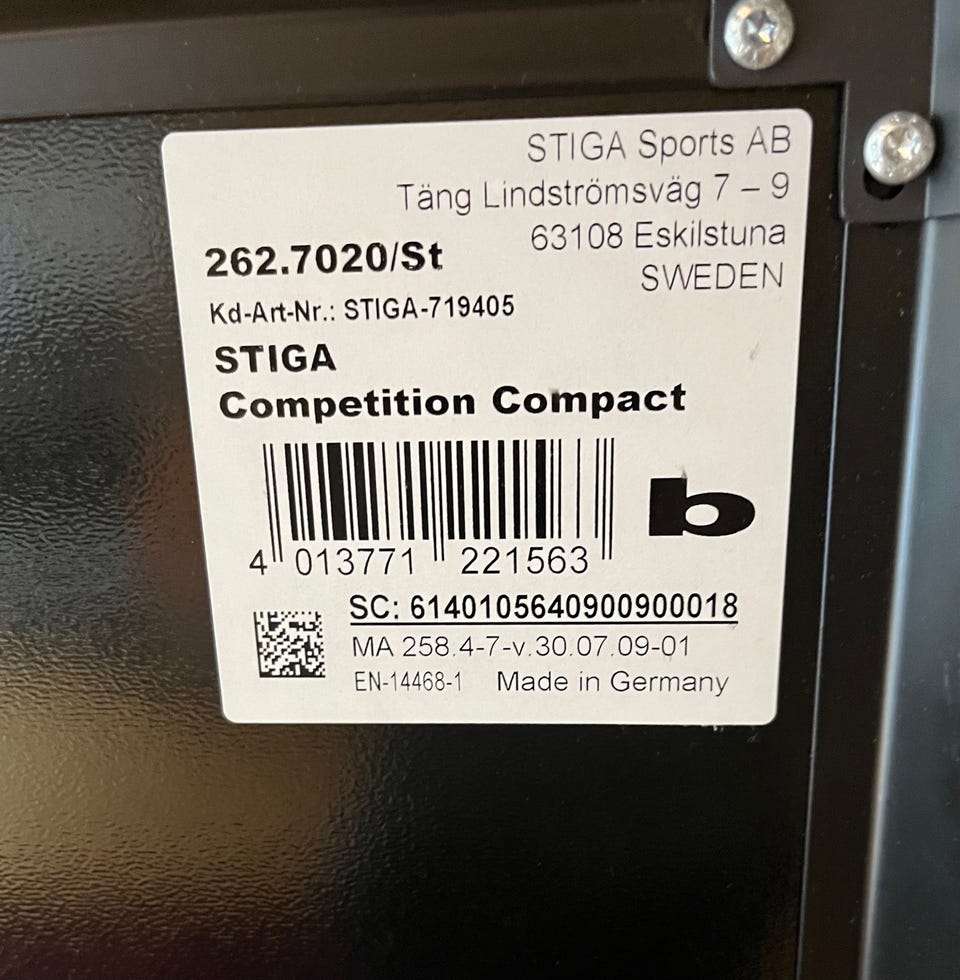 STIGA Sports AB
Täng Lindströmsväg 7 – 9
63108 Eskilstuna
SWEDEN
262.7020/St
Kd-Art-Nr.: STIGA-719405
STIGA
Competition Compact
b
4 013771 221563
SC: 6140105640900900018
MA 258.4-7-v.30.07.09-01
EN-14468-1 Made in Germany